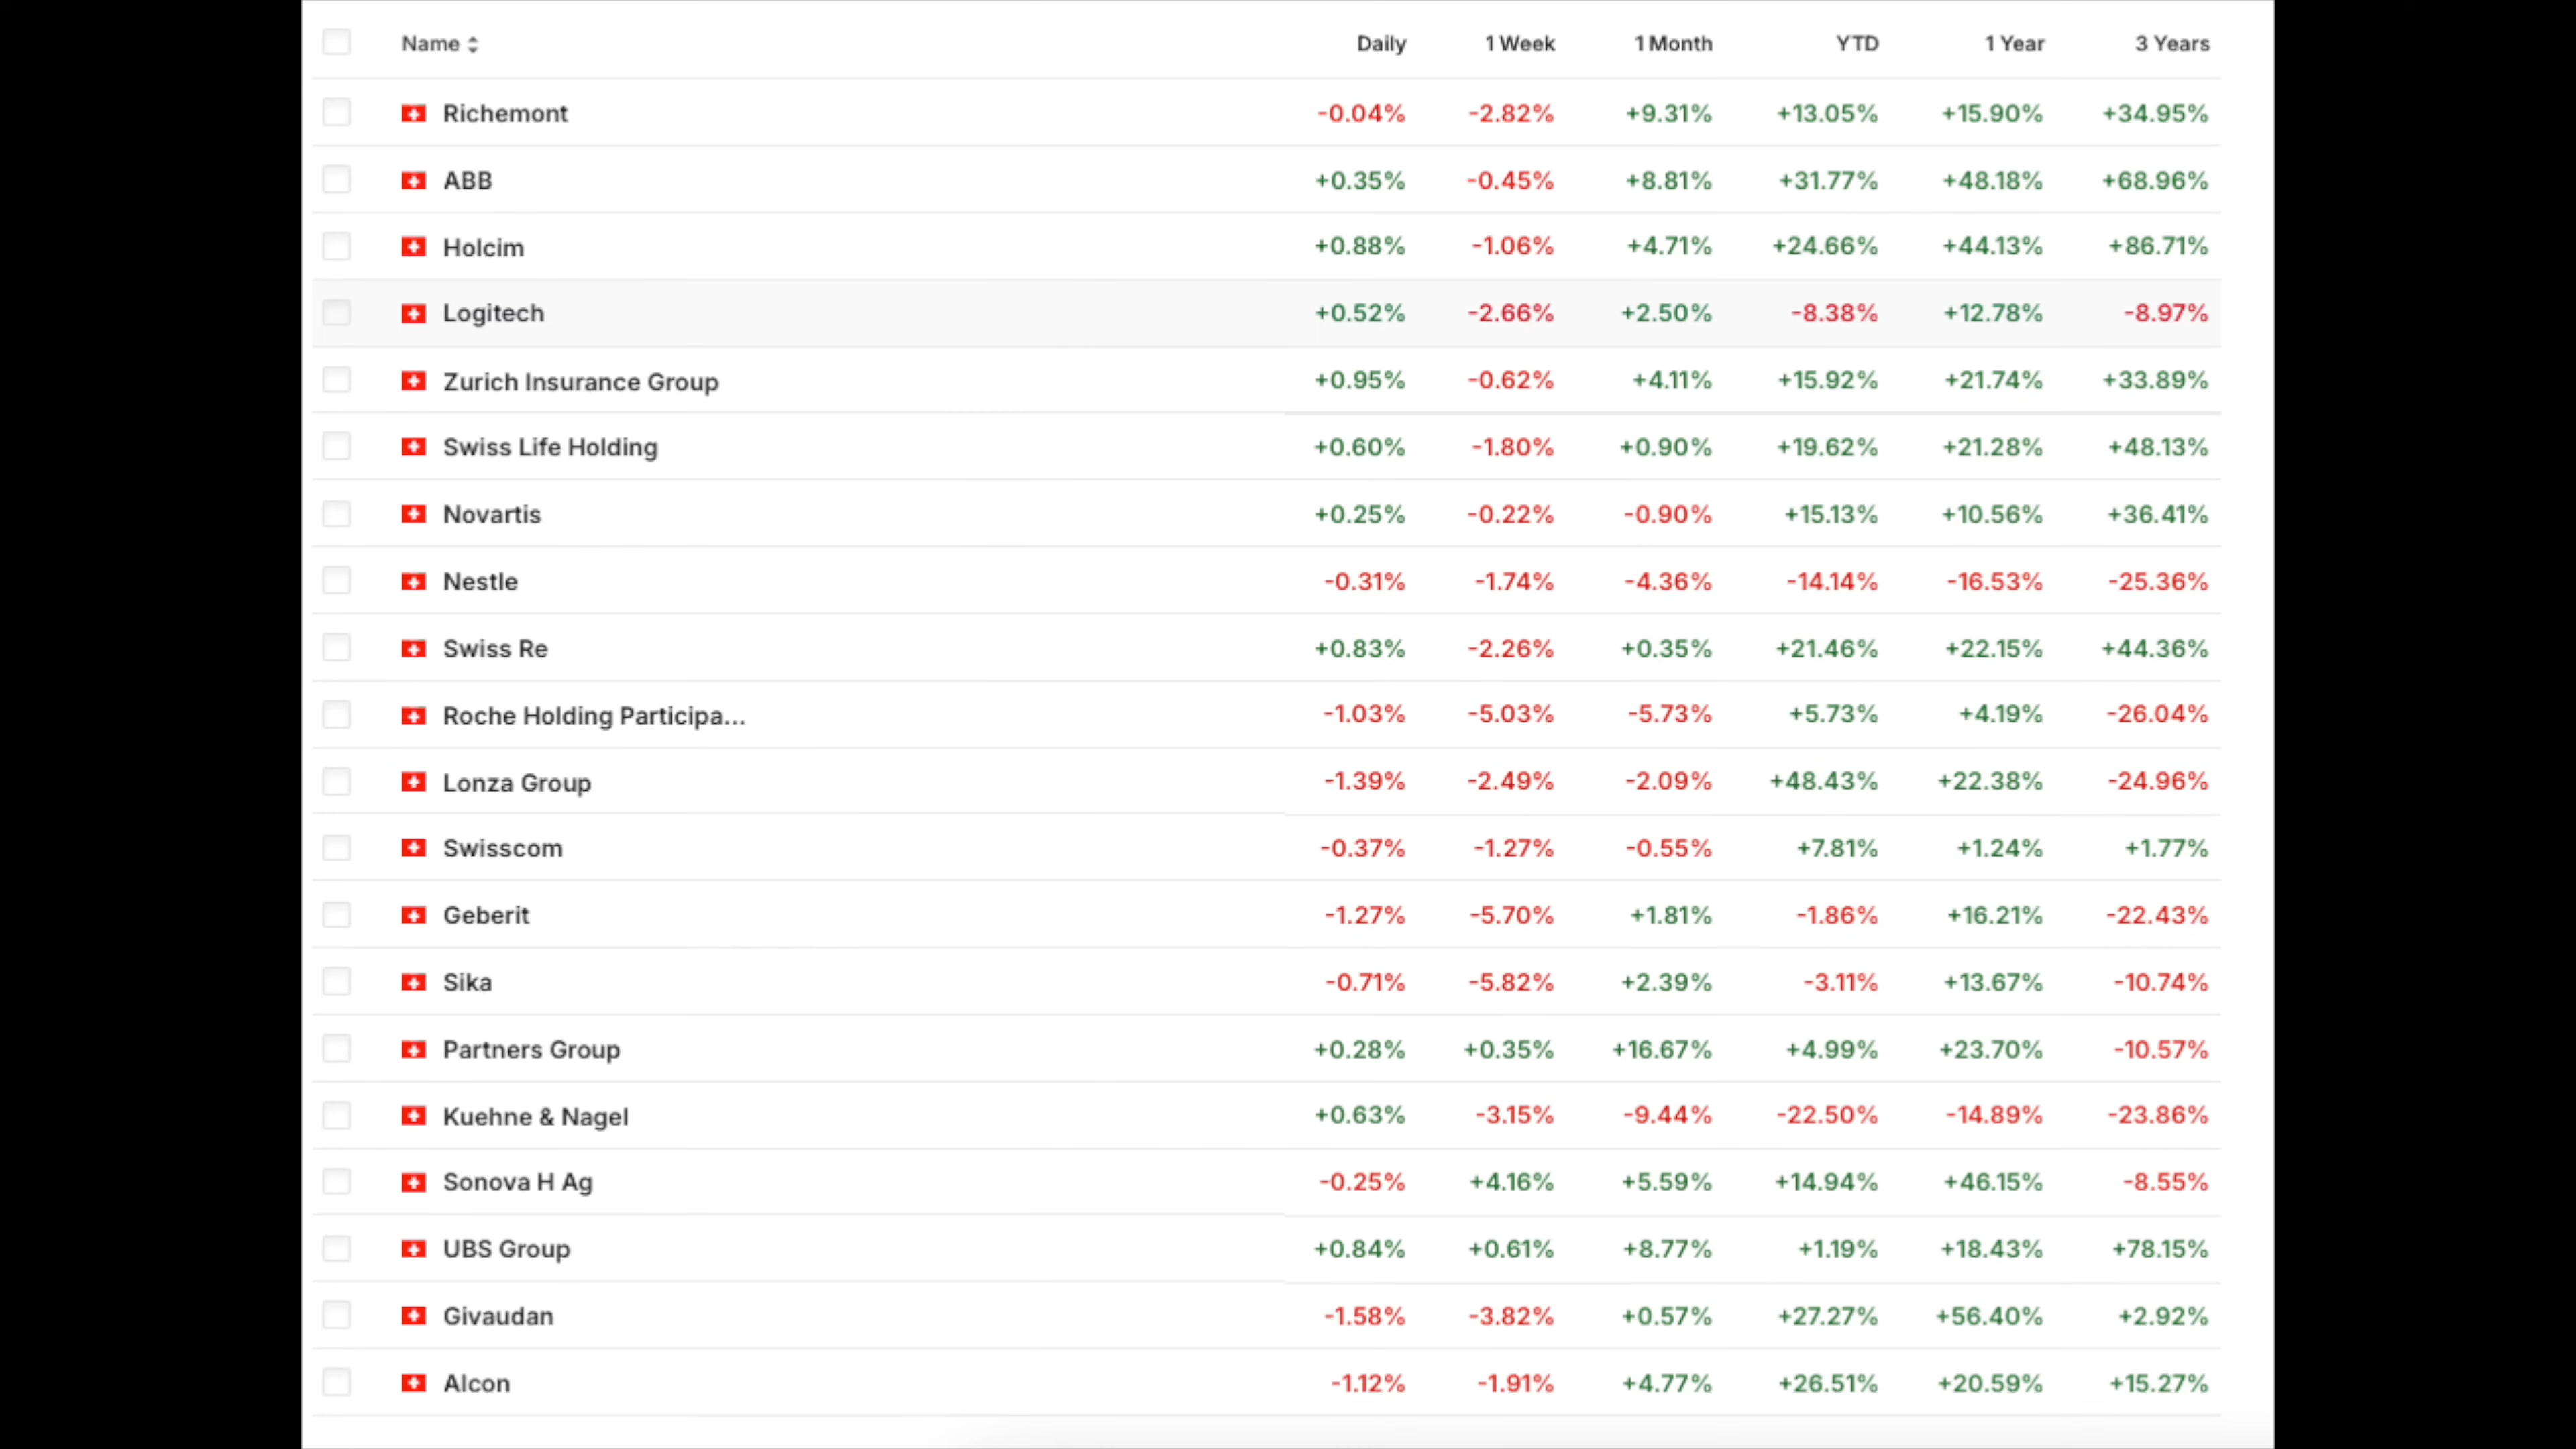 Name Daily 1 Week 1 Month YTD 1 Year 3 Years
Richemont -0.04% -2.82% +9.31% +13.05% +15.90% +34.95%
ABB +0.35% -0.45% +8.81% +31.77% +48.18% +68.96%
Holcim +0.88% -1.06% +4.71% +24.66% +44.13% +86.71%
Logitech +0.52% -2.66% +2.50% -8.38% +12.78% -8.97%
Zurich Insurance Group +0.95% -0.62% +4.11% +15.92% +21.74% +33.89%
Swiss Life Holding +0.60% -1.80% +0.90% +19.62% +21.28% +48.13%
Novartis +0.25% -0.22% -0.90% +15.13% +10.56% +36.41%
Nestle -0.31% -1.74% -4.36% -14.14% -16.53% -25.36%
Swiss Re +0.83% -2.26% +0.35% +21.46% +22.15% +44.36%
Roche Holding Participa... -1.03% -5.03% -5.73% +5.73% +4.19% -26.04%
Lonza Group -1.39% -2.49% -2.09% +48.43% +22.38% -24.96%
Swisscom -0.37% -1.27% -0.55% +7.81% +1.24% +1.77%
Geberit -1.27% -5.70% +1.81% -1.86% +16.21% -22.43%
Sika -0.71% -5.82% +2.39% -3.11% +13.67% -10.74%
Partners Group +0.28% +0.35% +16.67% +4.99% +23.70% -10.57%
Kuehne & Nagel +0.63% -3.15% -9.44% -22.50% -14.89% -23.86%
Sonova H Ag -0.25% +4.16% +5.59% +14.94% +46.15% -8.55%
UBS Group +0.84% +0.61% +8.77% +1.19% +18.43% +78.15%
Givaudan -1.58% -3.82% +0.57% +27.27% +56.40% +2.92%
Alcon -1.12% -1.91% +4.77% +26.51% +20.59% +15.27%